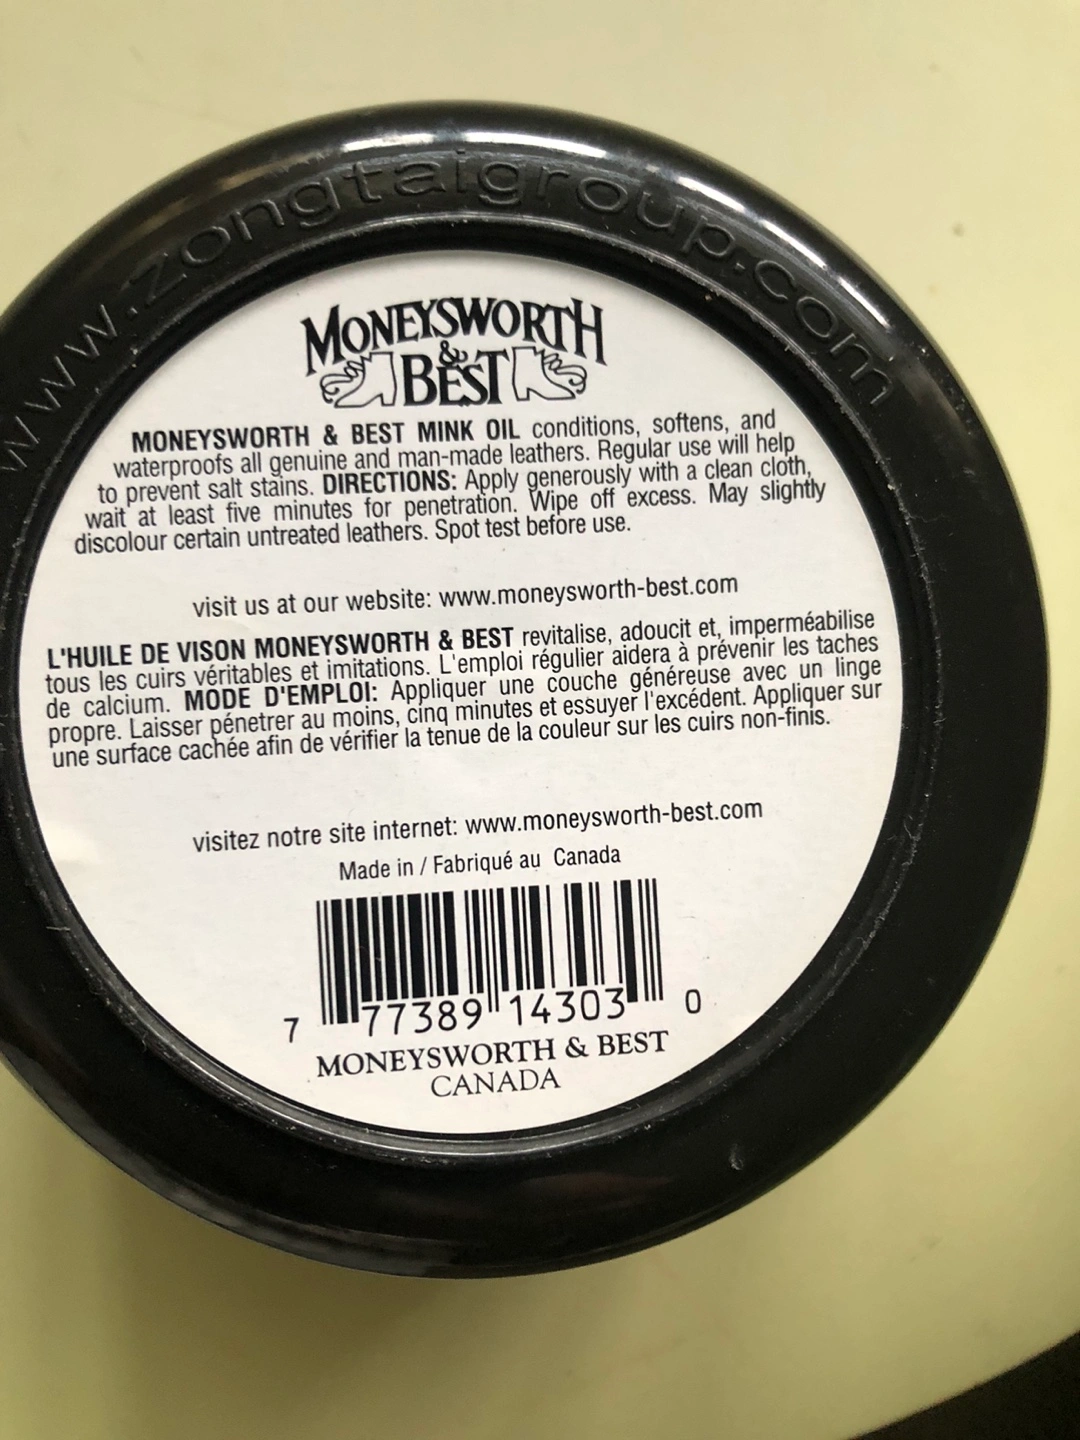 www.zongtaigroup.com
MONEYSWORTH
&
BEST
MONEYSWORTH & BEST MINK OIL conditions, softens, and
waterproofs all genuine and man-made leathers. Regular use will help
to prevent salt stains. DIRECTIONS: Apply generously with a clean cloth,
wait at least five minutes for penetration. Wipe off excess. May slightly
discolour certain untreated leathers. Spot test before use.
visit us at our website: www.moneysworth-best.com
L'HUILE DE VISON MONEYSWORTH & BEST revitalise, adoucit et, imperméabilise
tous les cuirs véritables et imitations. L'emploi régulier aidera à prévenir les taches
de calcium. MODE D'EMPLOI: Appliquer une couche généreuse avec un linge
propre. Laisser pénetrer au moins, cinq minutes et essuyer l'excédent. Appliquer sur
une surface cachée afin de vérifier la tenue de la couleur sur les cuirs non-finis.
visitez notre site internet: www.moneysworth-best.com
Made in / Fabriqué au Canada
7 77389 14303 0
MONEYSWORTH & BEST
CANADA